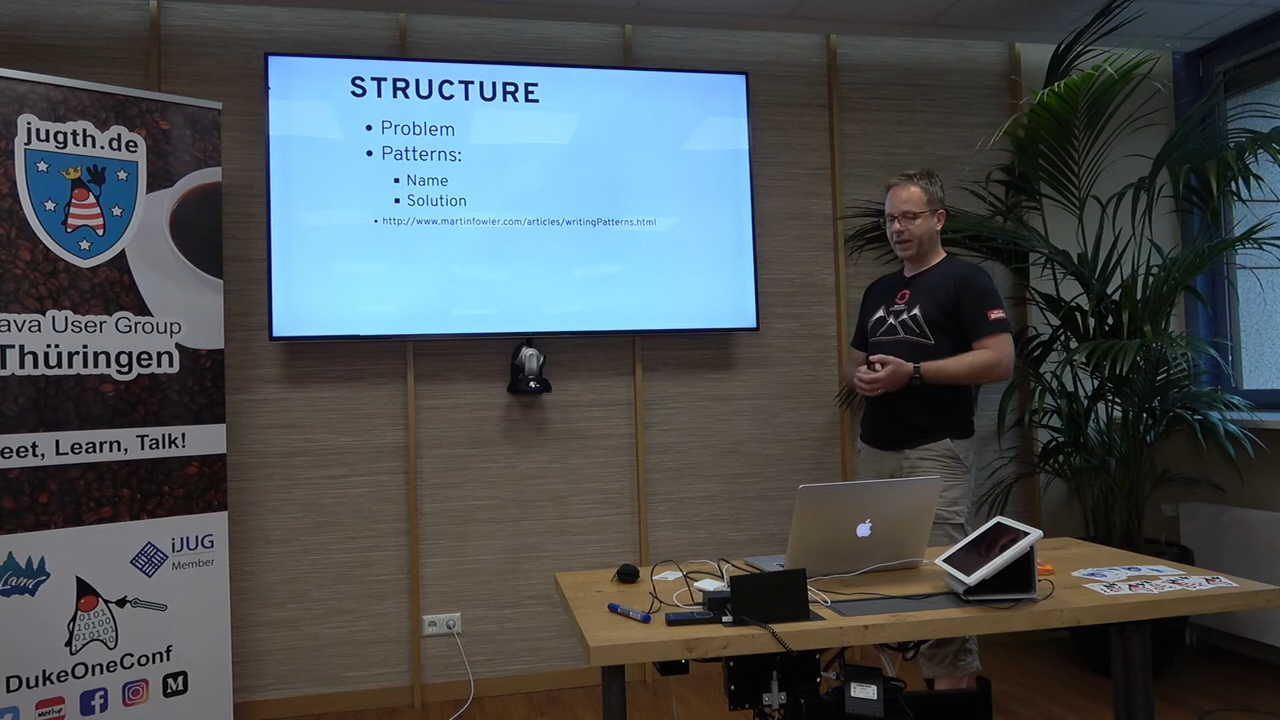 jugth.de
ava User Group
Thüringen
eet, Learn, Talk!
Land
iJUG
Member
DukeOneConf
STRUCTURE
• Problem
• Patterns:
▪ Name
▪ Solution
• http://www.martinfowler.com/articles/writingPatterns.html